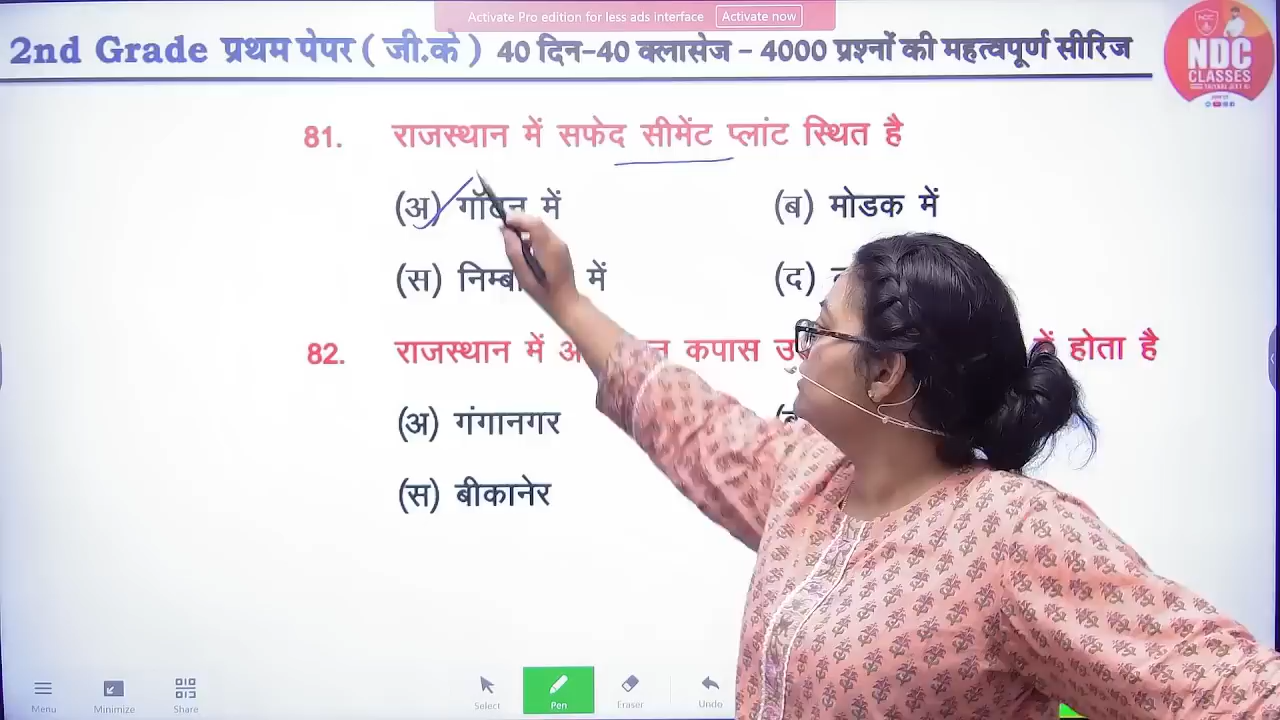 Activate Pro edition for less ads interface Activate now
2nd Grade प्रथम पेपर ( जी.के ) 40 दिन-40 क्लासेज - 4000 प्रश्नों की महत्वपूर्ण सीरिज
NDC
CLASSES
81. राजस्थान में सफेद सीमेंट प्लांट स्थित है
(अ) में (ब) मोडक में
(स) में (द)
82. राजस्थान में कपास में होता है
(अ) गंगानगर
(स) बीकानेर
Menu Minimize Share Select Pen Eraser Undo